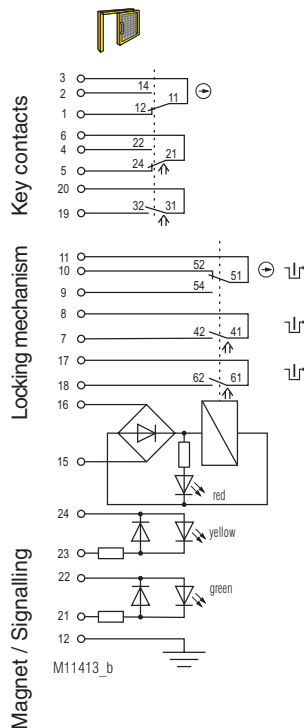 Key contacts
3
2 14
11
1 12
6
4 22
21
5 24
20
19 32 31
Locking mechanism
11
10 52
51
9 54
8
7 42 41
17
18 62 61
16
15
red
Magnet / Signalling
24
yellow
23
22
green
21
12
M11413_b